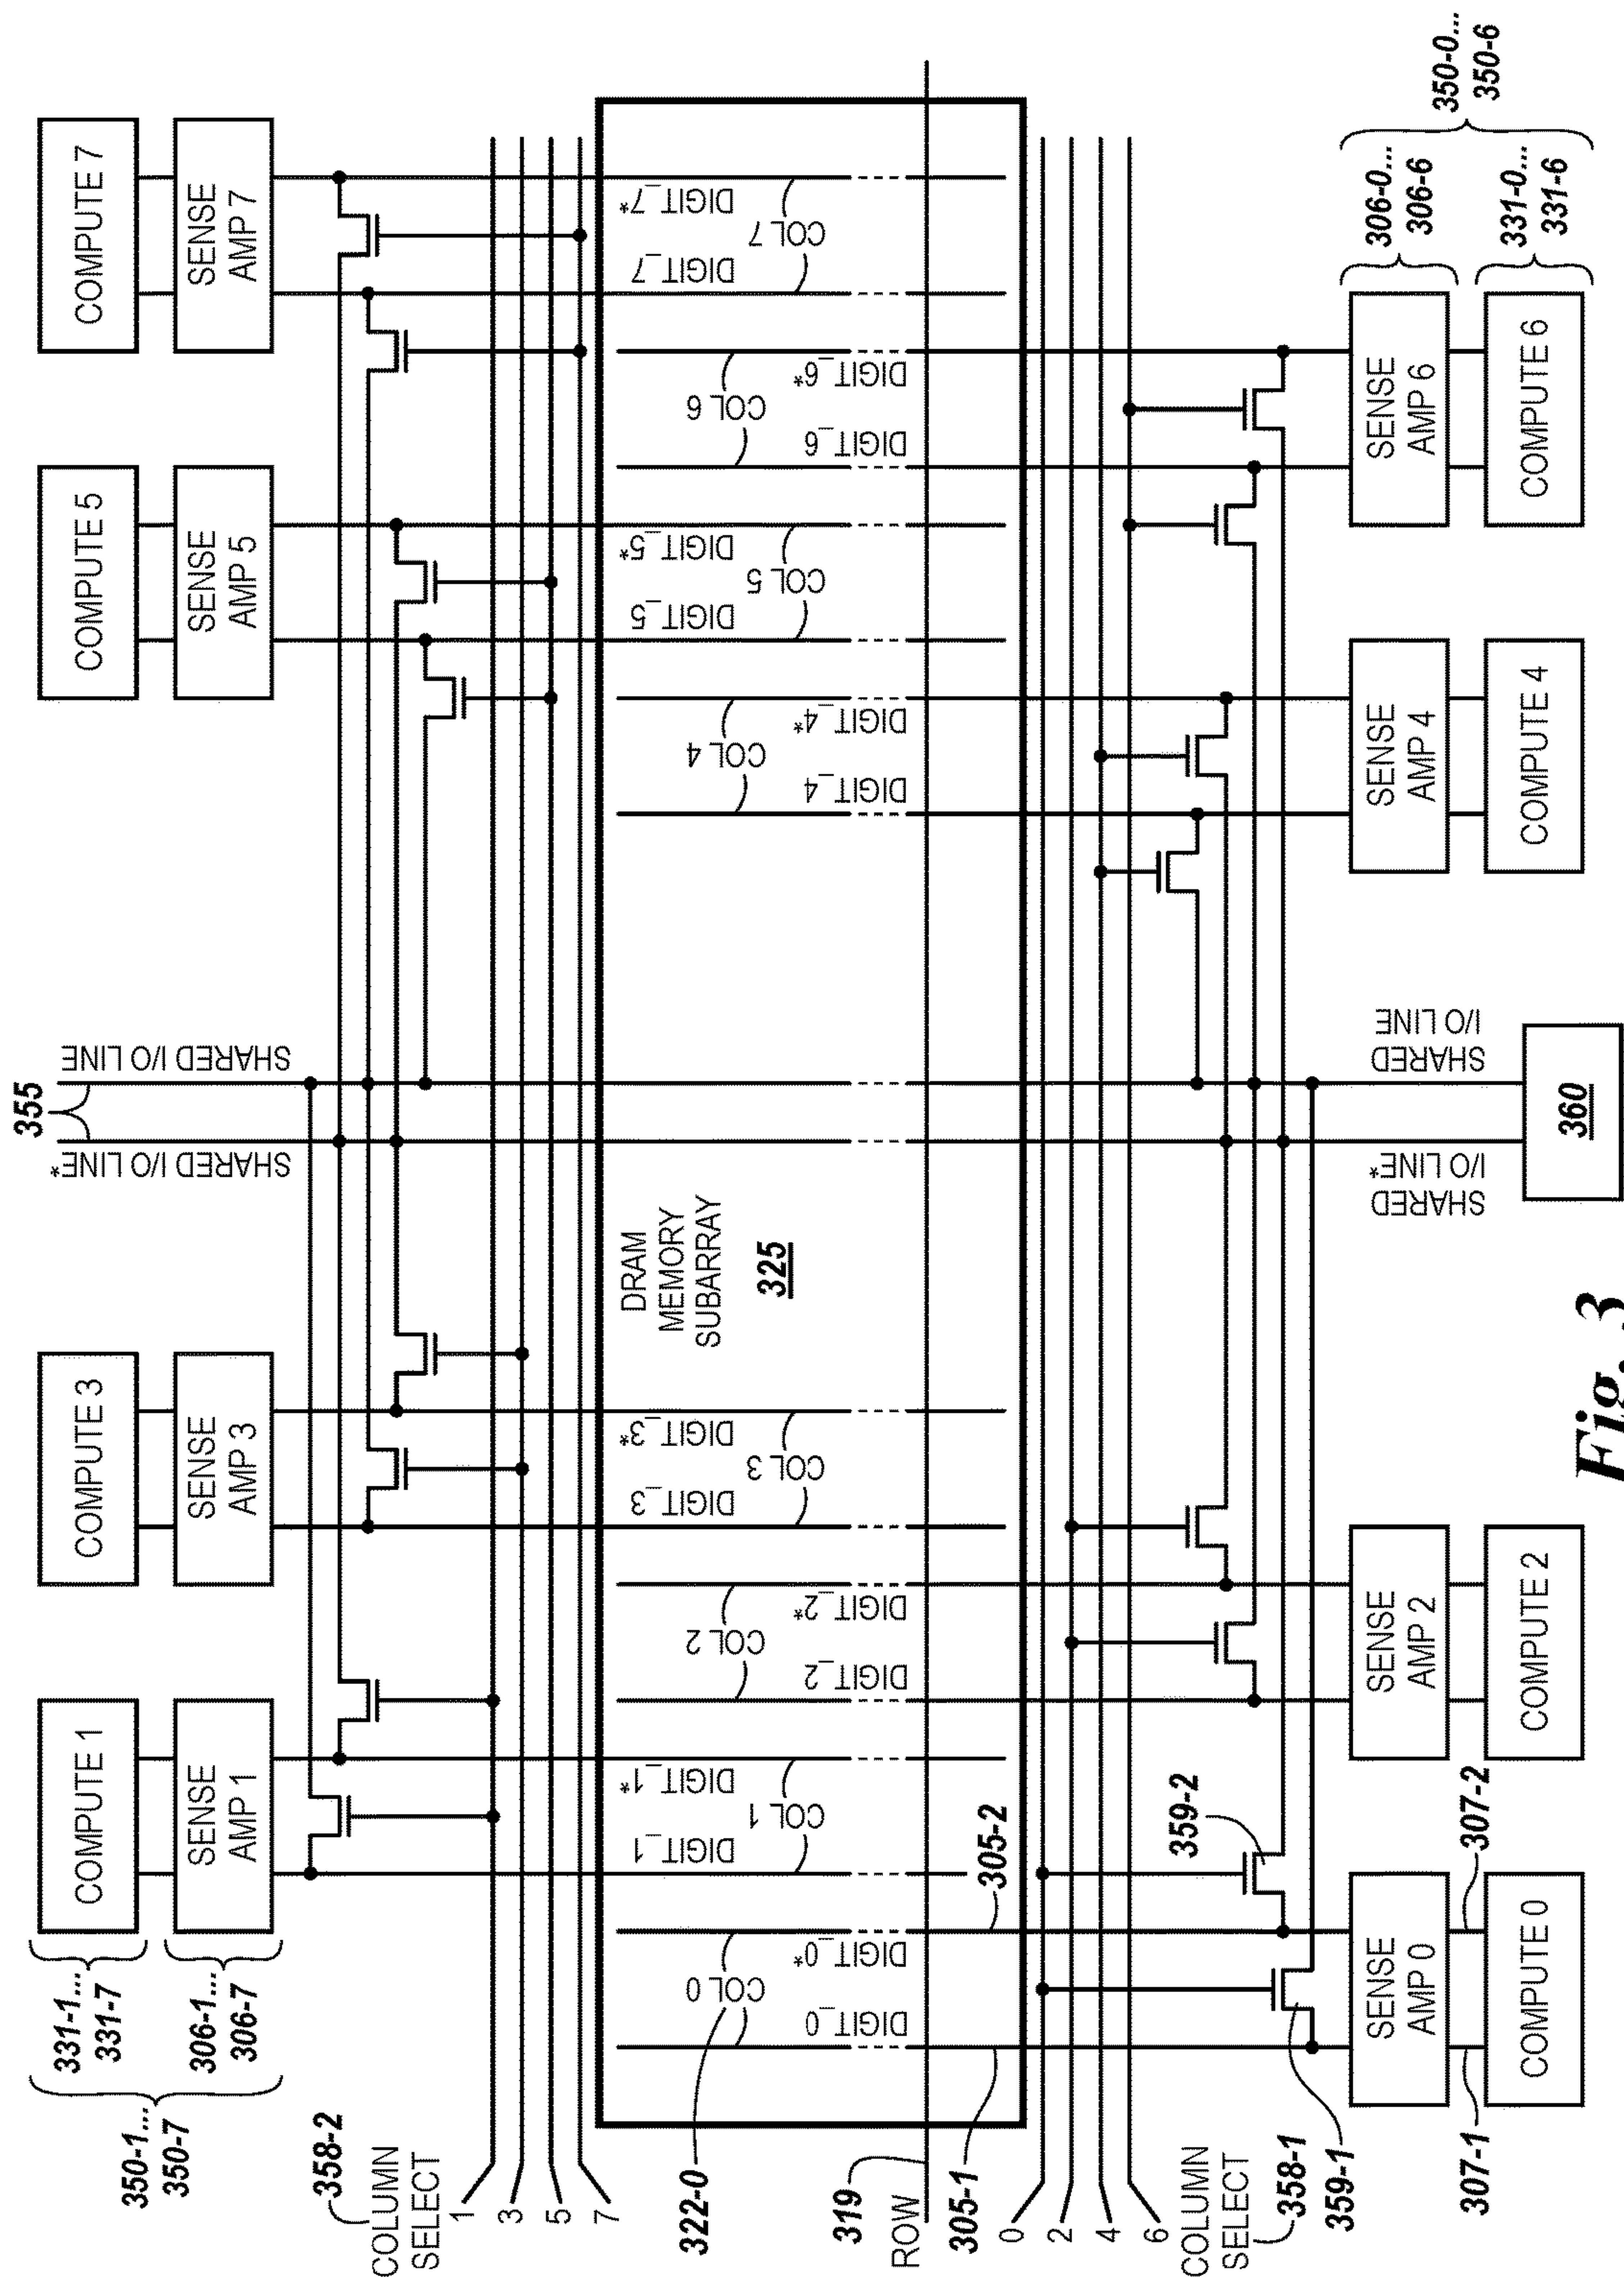 COMPUTE 1
COMPUTE 3
COMPUTE 5
COMPUTE 7
331-1...
331-7
SENSE
AMP 1
SENSE
AMP 3
SENSE
AMP 5
SENSE
AMP 7
306-1...
306-7
350-1...
350-7
355
SHARED I/O LINE*
SHARED I/O LINE
358-2
COLUMN
SELECT
1
3
5
7
322-0
DIGIT_0
COL 0
DIGIT_0*
DIGIT_1
COL 1
DIGIT_1*
DIGIT_2
COL 2
DIGIT_2*
DIGIT_3
COL 3
DIGIT_3*
DRAM
MEMORY
SUBARRAY
325
DIGIT_4
COL 4
DIGIT_4*
DIGIT_5
COL 5
DIGIT_5*
DIGIT_6
COL 6
DIGIT_6*
DIGIT_7
COL 7
DIGIT_7*
319
ROW
305-1
305-2
0
2
4
6
COLUMN
SELECT
358-1
359-1
359-2
SHARED
I/O LINE*
SHARED
I/O LINE
350-0...
350-6
306-0...
306-6
331-0...
331-6
SENSE
AMP 0
SENSE
AMP 2
SENSE
AMP 4
SENSE
AMP 6
307-1
307-2
COMPUTE 0
COMPUTE 2
COMPUTE 4
COMPUTE 6
360
Fig. 3